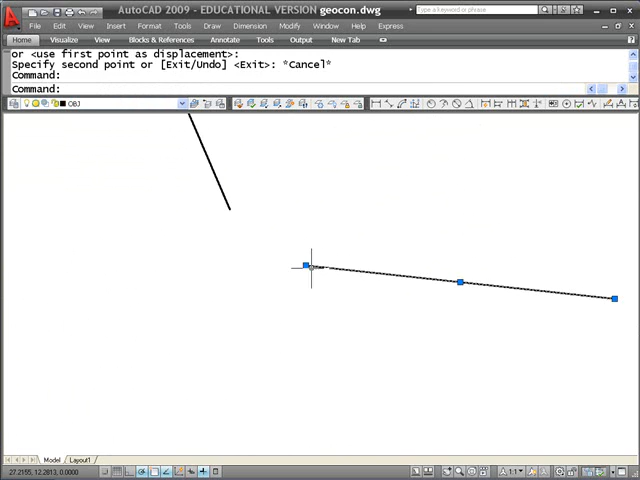 AutoCAD 2009 - EDUCATIONAL VERSION geocon.dwg
Type a keyword or phrase
File Edit View Insert Format Tools Draw Dimension Modify Window Help Express
Home Visualize View Blocks & References Annotate Tools Output New Tab
or <use first point as displacement>:
Specify second point or [Exit/Undo] <Exit>: *Cancel*
Command:
Command:
OBJ
Model Layout1
27.2155, 12.2813, 0.0000
1:1